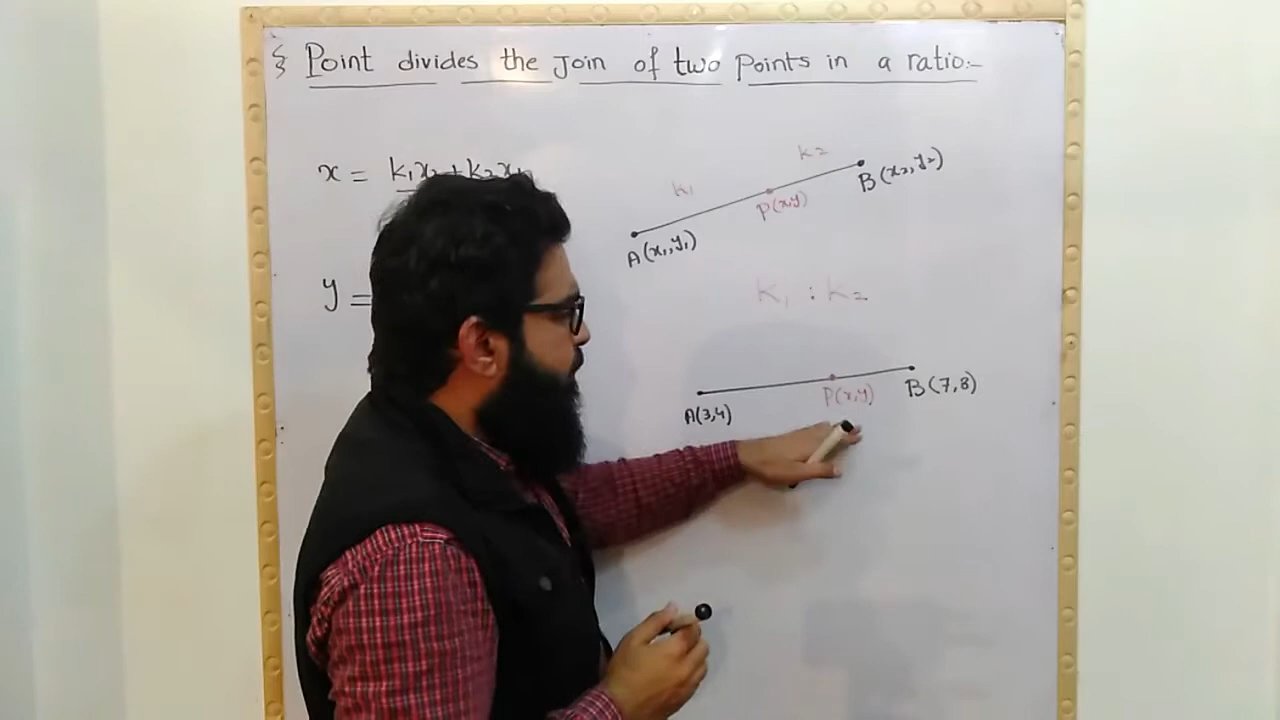 § Point divides the Join of two Points in a ratio:-
x = k₁x₂+k₂x₁
k₁
k₂
P(x,y)
B(x₂,y₂)
A(x₁,y₁)
y =
K₁ : k₂
A(3,4)
P(x,y)
B(7,8)